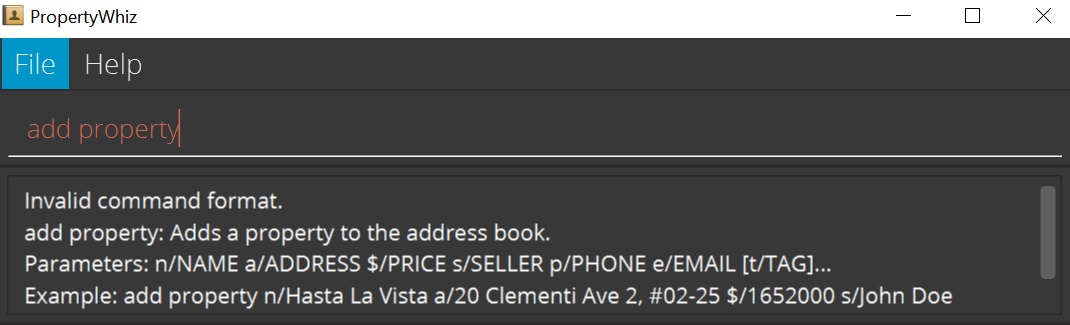 PropertyWhiz
File Help
add property
Invalid command format.
add property: Adds a property to the address book.
Parameters: n/NAME a/ADDRESS $/PRICE s/SELLER p/PHONE e/EMAIL [t/TAG]...
Example: add property n/Hasta La Vista a/20 Clementi Ave 2, #02-25 $/1652000 s/John Doe